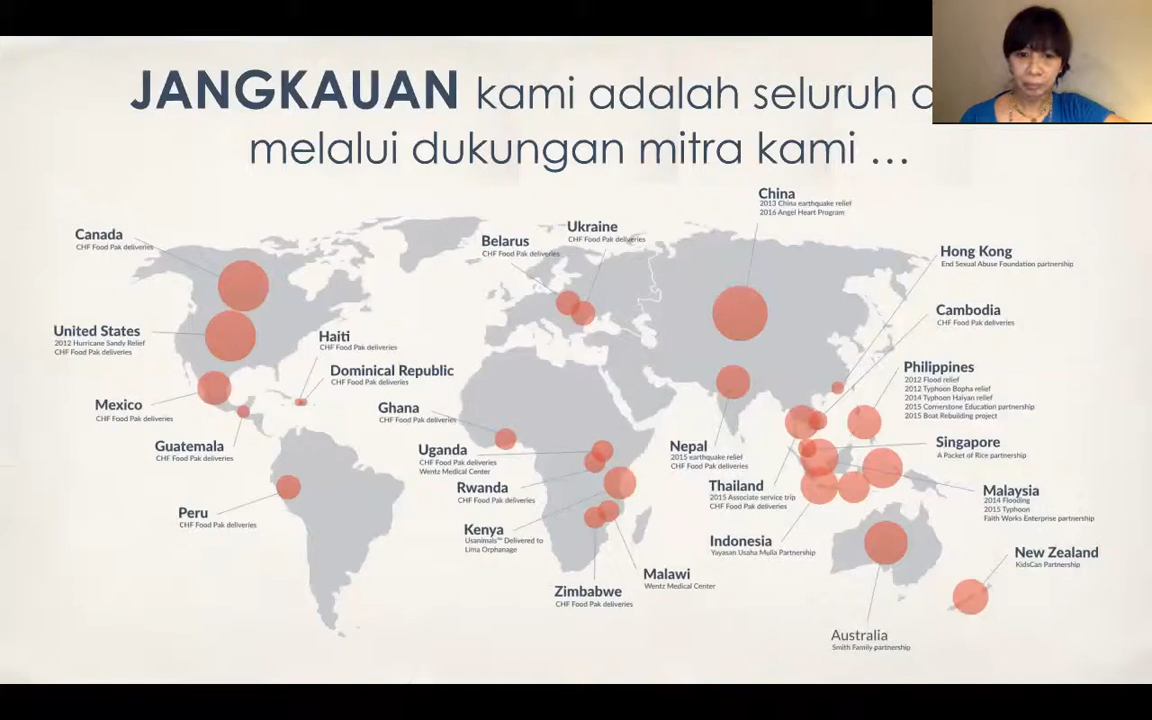 JANGKAUAN kami adalah seluruh
melalui dukungan mitra kami ...
China
2013 China earthquake relief
2016 Angel Heart Program
Canada
CHF Food Pak deliveries
Belarus
CHF Food Pak deliveries
Ukraine
CHF Food Pak deliveries
Hong Kong
End Sexual Abuse Foundation partnership
United States
2012 Hurricane Sandy Relief
CHF Food Pak deliveries
Haiti
CHF Food Pak deliveries
Cambodia
CHF Food Pak deliveries
Dominical Republic
CHF Food Pak deliveries
Philippines
2012 Flood relief
2012 Typhoon Bopha relief
2014 Typhoon Haiyan relief
2015 Cornerstone Education partnership
2015 Boat Rebuilding project
Mexico
CHF Food Pak deliveries
Ghana
CHF Food Pak deliveries
Guatemala
CHF Food Pak deliveries
Uganda
CHF Food Pak deliveries
Wentz Medical Center
Nepal
2015 earthquake relief
CHF Food Pak deliveries
Singapore
A Packet of Rice partnership
Rwanda
CHF Food Pak deliveries
Thailand
2015 Associate service trip
CHF Food Pak deliveries
Malaysia
2014 Flooding
2015 Typhoon
Faith Works Enterprise partnership
Peru
CHF Food Pak deliveries
Kenya
Usanimals™ Delivered to
Lima Orphanage
Indonesia
Yayasan Usaha Mulia Partnership
New Zealand
KidsCan Partnership
Malawi
Wentz Medical Center
Zimbabwe
CHF Food Pak deliveries
Australia
Smith Family partnership